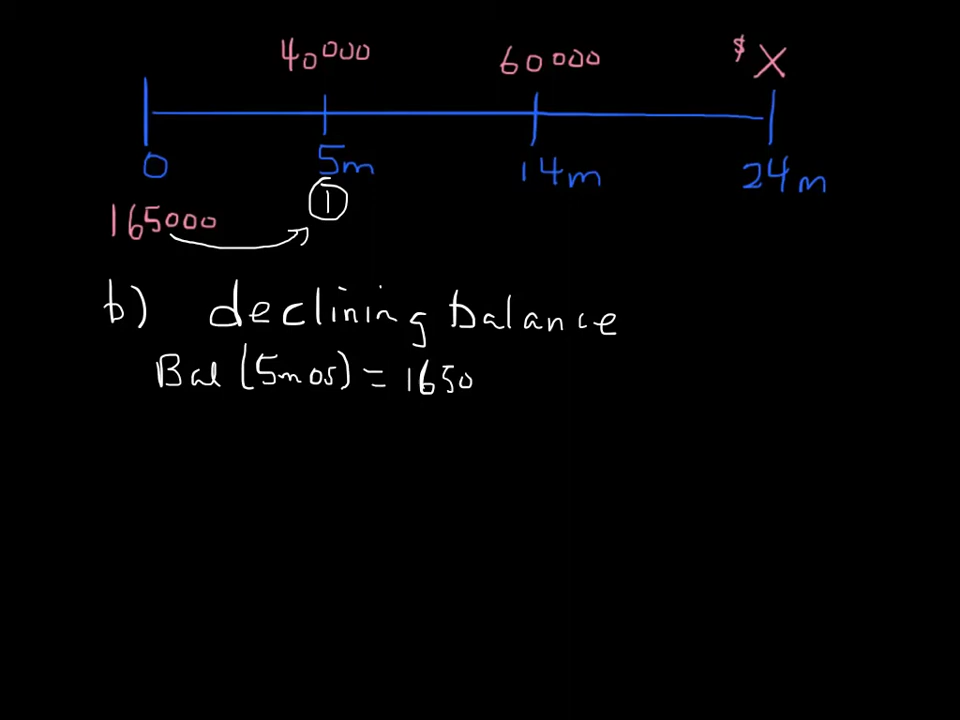 40000 60000 $X
0 5m 14m 24m
165000 1
b) declining balance
Bal (5mos) = 1650